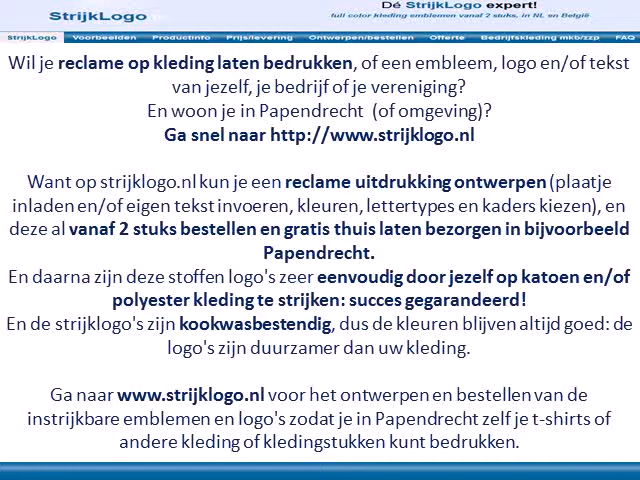 StrijkLogo
Dé StrijkLogo expert!
full color kleding emblemen vanaf 2 stuks, in NL en België
StrijkLogo Voorbeelden Productinfo Prijs/levering Ontwerpen/bestellen Offerte Bedrijfskleding mkb/zzp FAQ
Wil je reclame op kleding laten bedrukken, of een embleem, logo en/of tekst
van jezelf, je bedrijf of je vereniging?
En woon je in Papendrecht (of omgeving)?
Ga snel naar http://www.strijklogo.nl
Want op strijklogo.nl kun je een reclame uitdrukking ontwerpen (plaatje
inladen en/of eigen tekst invoeren, kleuren, lettertypes en kaders kiezen), en
deze al vanaf 2 stuks bestellen en gratis thuis laten bezorgen in bijvoorbeeld
Papendrecht.
En daarna zijn deze stoffen logo's zeer eenvoudig door jezelf op katoen en/of
polyester kleding te strijken: succes gegarandeerd!
En de strijklogo's zijn kookwasbestendig, dus de kleuren blijven altijd goed: de
logo's zijn duurzamer dan uw kleding.
Ga naar www.strijklogo.nl voor het ontwerpen en bestellen van de
instrijkbare emblemen en logo's zodat je in Papendrecht zelf je t-shirts of
andere kleding of kledingstukken kunt bedrukken.